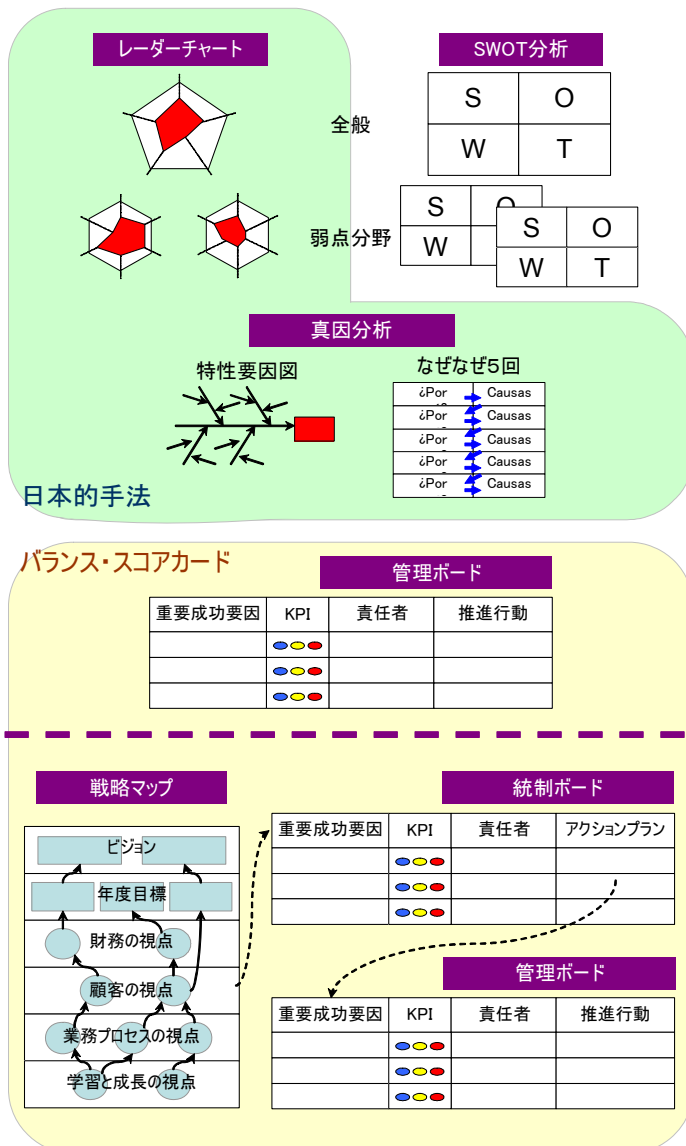 レーダーチャート
SWOT分析
全般
S O
W T
弱点分野
S O
W
S O
W T
真因分析
特性要因図
なぜなぜ5回
¿Por Causas
¿Por Causas
¿Por Causas
¿Por Causas
¿Por Causas
日本的手法
バランス・スコアカード
管理ボード
重要成功要因 KPI 責任者 推進行動
戦略マップ
統制ボード
ビジョン
年度目標
財務の視点
顧客の視点
業務プロセスの視点
学習と成長の視点
重要成功要因 KPI 責任者 アクションプラン
管理ボード
重要成功要因 KPI 責任者 推進行動